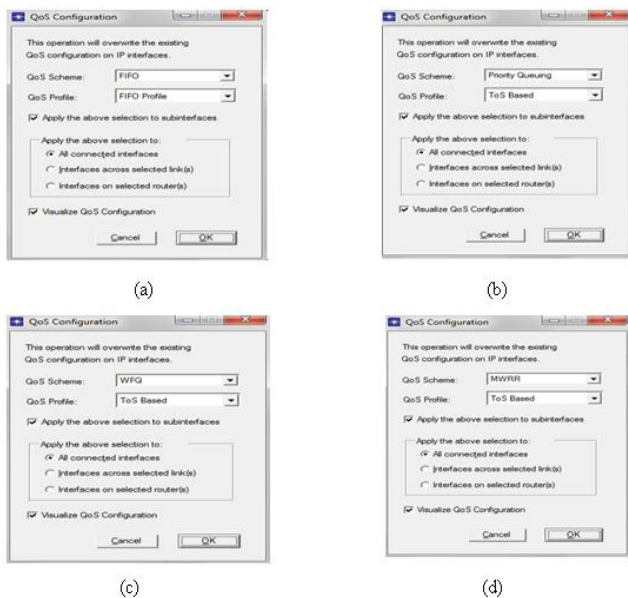 QoS Configuration
This operation will overwrite the existing
QoS configuration on IP interfaces.
QoS Scheme: FIFO
QoS Profile: FIFO Profile
Apply the above selection to subinterfaces
Apply the above selection to:
All connected interfaces
Interfaces across selected link(s)
Interfaces on selected router(s)
Visualize QoS Configuration
Cancel OK
(a)
QoS Configuration
This operation will overwrite the existing
QoS configuration on IP interfaces.
QoS Scheme: Priority Queuing
QoS Profile: ToS Based
Apply the above selection to subinterfaces
Apply the above selection to:
All connected interfaces
Interfaces across selected link(s)
Interfaces on selected router(s)
Visualize QoS Configuration
Cancel OK
(b)
QoS Configuration
This operation will overwrite the existing
QoS configuration on IP interfaces.
QoS Scheme: WFQ
QoS Profile: ToS Based
Apply the above selection to subinterfaces
Apply the above selection to:
All connected interfaces
Interfaces across selected link(s)
Interfaces on selected router(s)
Visualize QoS Configuration
Cancel OK
(c)
QoS Configuration
This operation will overwrite the existing
QoS configuration on IP interfaces.
QoS Scheme: MWRR
QoS Profile: ToS Based
Apply the above selection to subinterfaces
Apply the above selection to:
All connected interfaces
Interfaces across selected link(s)
Interfaces on selected router(s)
Visualize QoS Configuration
Cancel OK
(d)